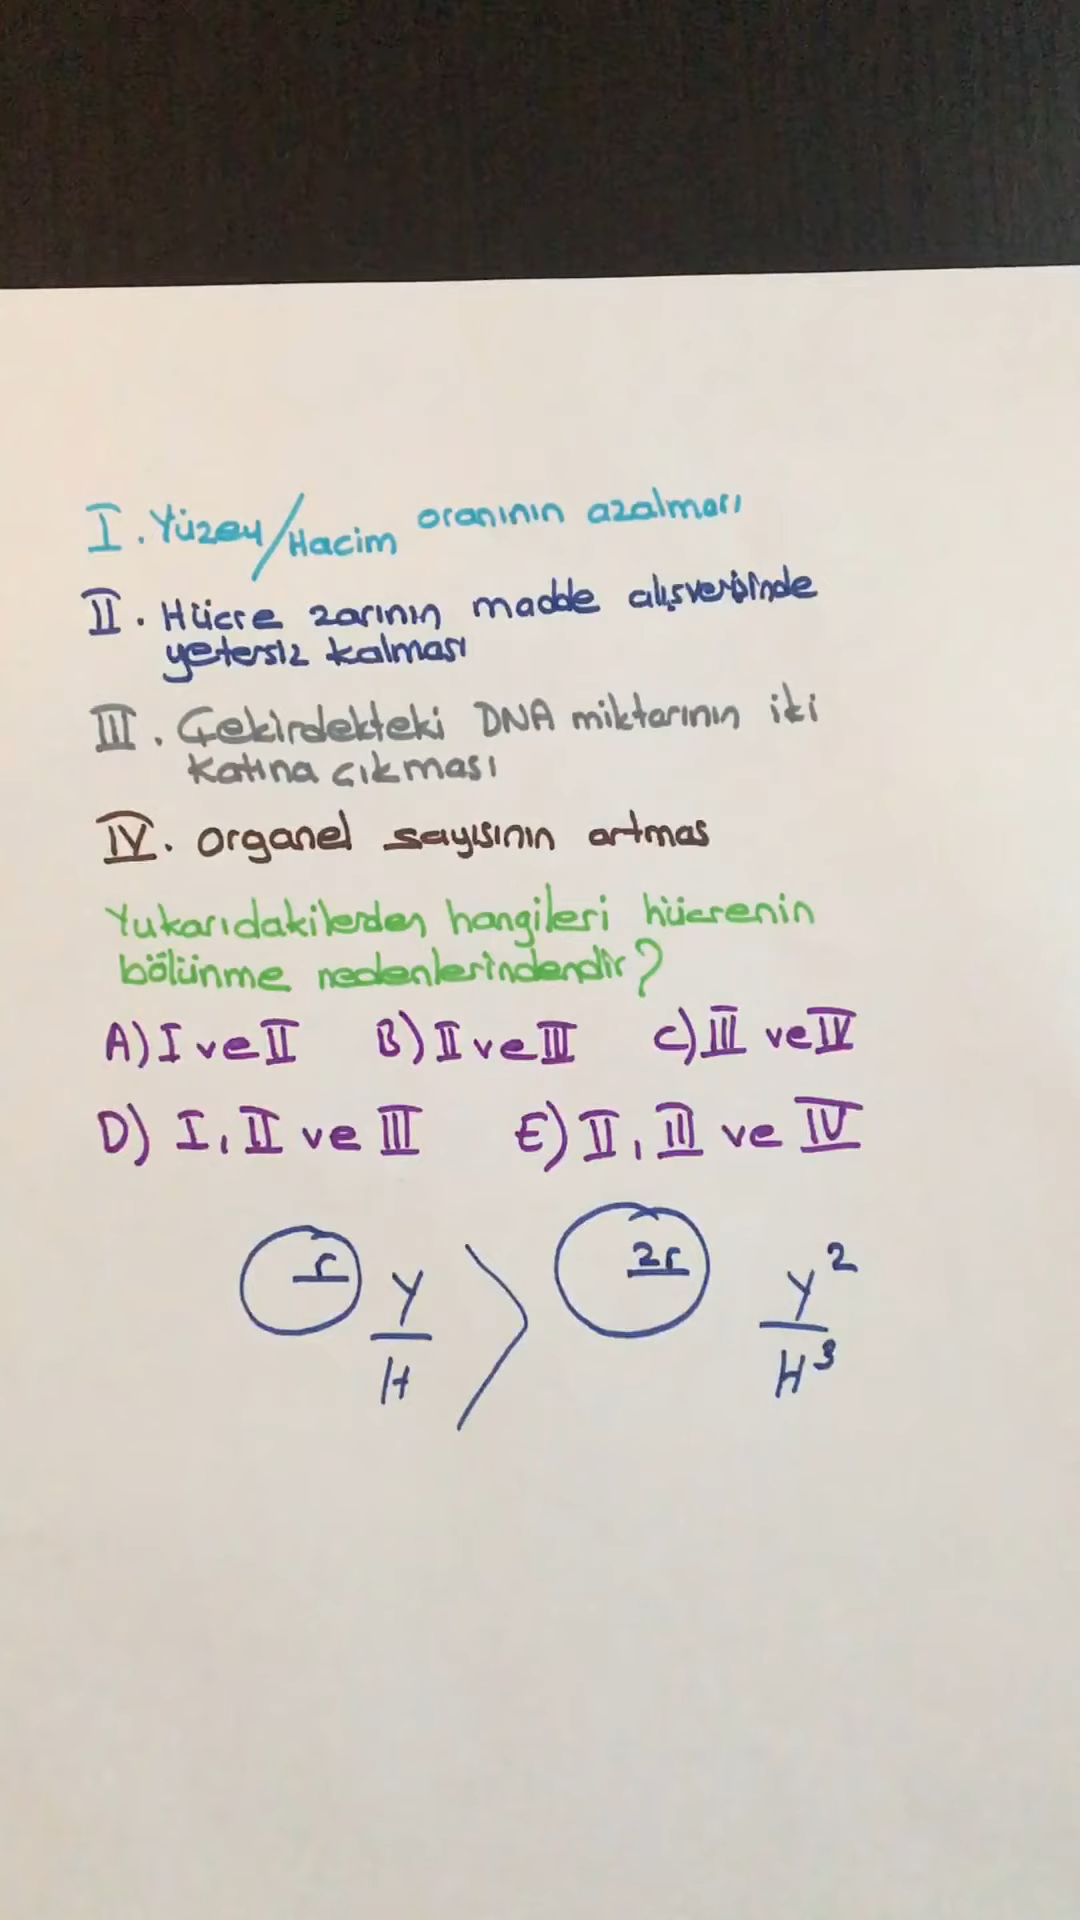 I. Yüzey/Hacim oranının azalması
II. Hücre zarının madde alışverişinde
yetersiz kalması
III. Çekirdekteki DNA miktarının iki
katına çıkması
IV. organel sayısının artmas
Yukarıdakilerden hangileri hücrenin
bölünme nedenlerindendir?
A) I ve II B) II ve III C) III ve IV
D) I, II ve III E) II, III ve IV
r Y/H > 2r Y²/H³